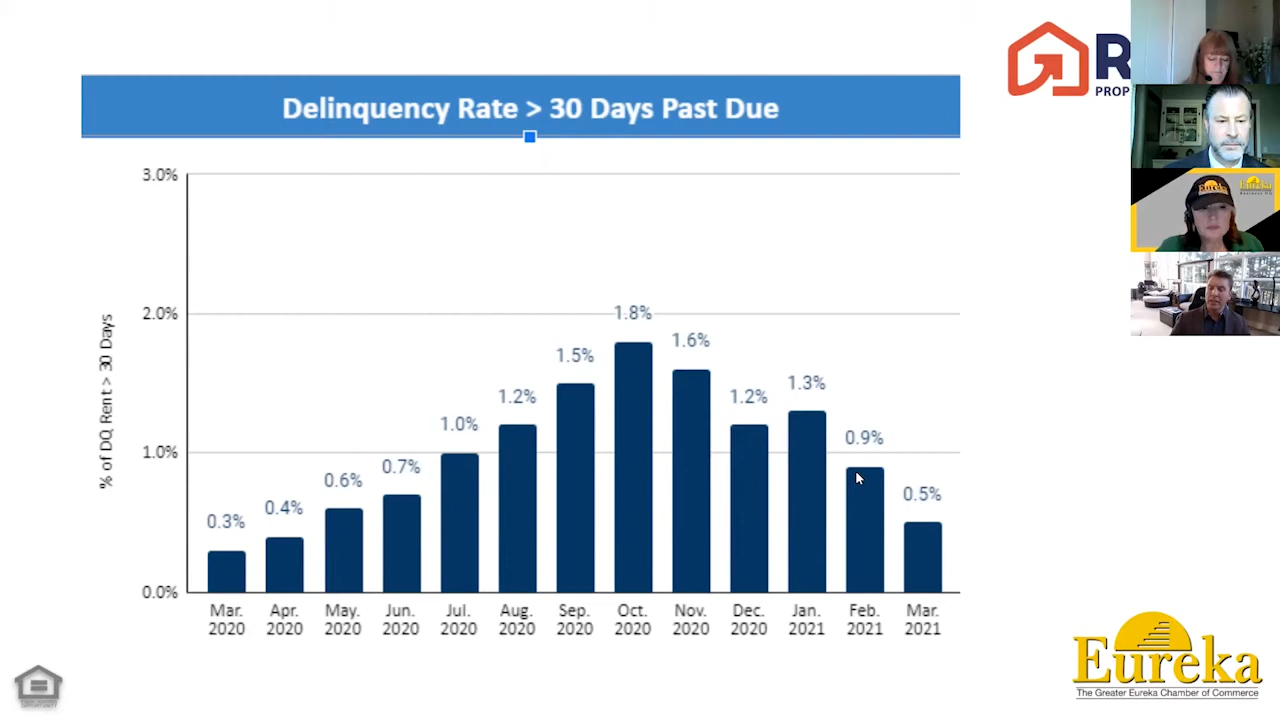 Delinquency Rate > 30 Days Past Due
R
PROP
Eureka
Eureka
% of DQ, Rent > 30 Days
3.0%
2.0%
1.0%
0.0%
0.3%
0.4%
0.6%
0.7%
1.0%
1.2%
1.5%
1.8%
1.6%
1.2%
1.3%
0.9%
0.5%
Mar. 2020
Apr. 2020
May. 2020
Jun. 2020
Jul. 2020
Aug. 2020
Sep. 2020
Oct. 2020
Nov. 2020
Dec. 2020
Jan. 2021
Feb. 2021
Mar. 2021
Eureka
The Greater Eureka Chamber of Commerce